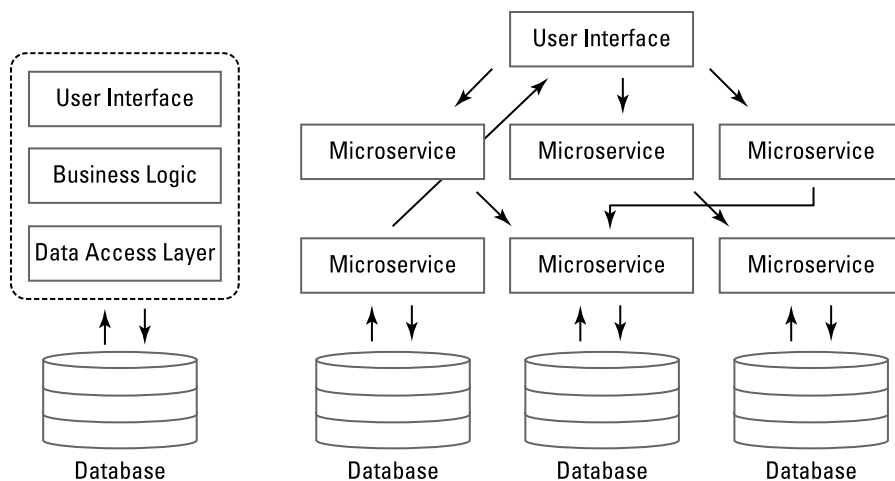 User Interface
Business Logic
Data Access Layer
Database
User Interface
Microservice
Microservice
Microservice
Microservice
Microservice
Microservice
Database
Database
Database